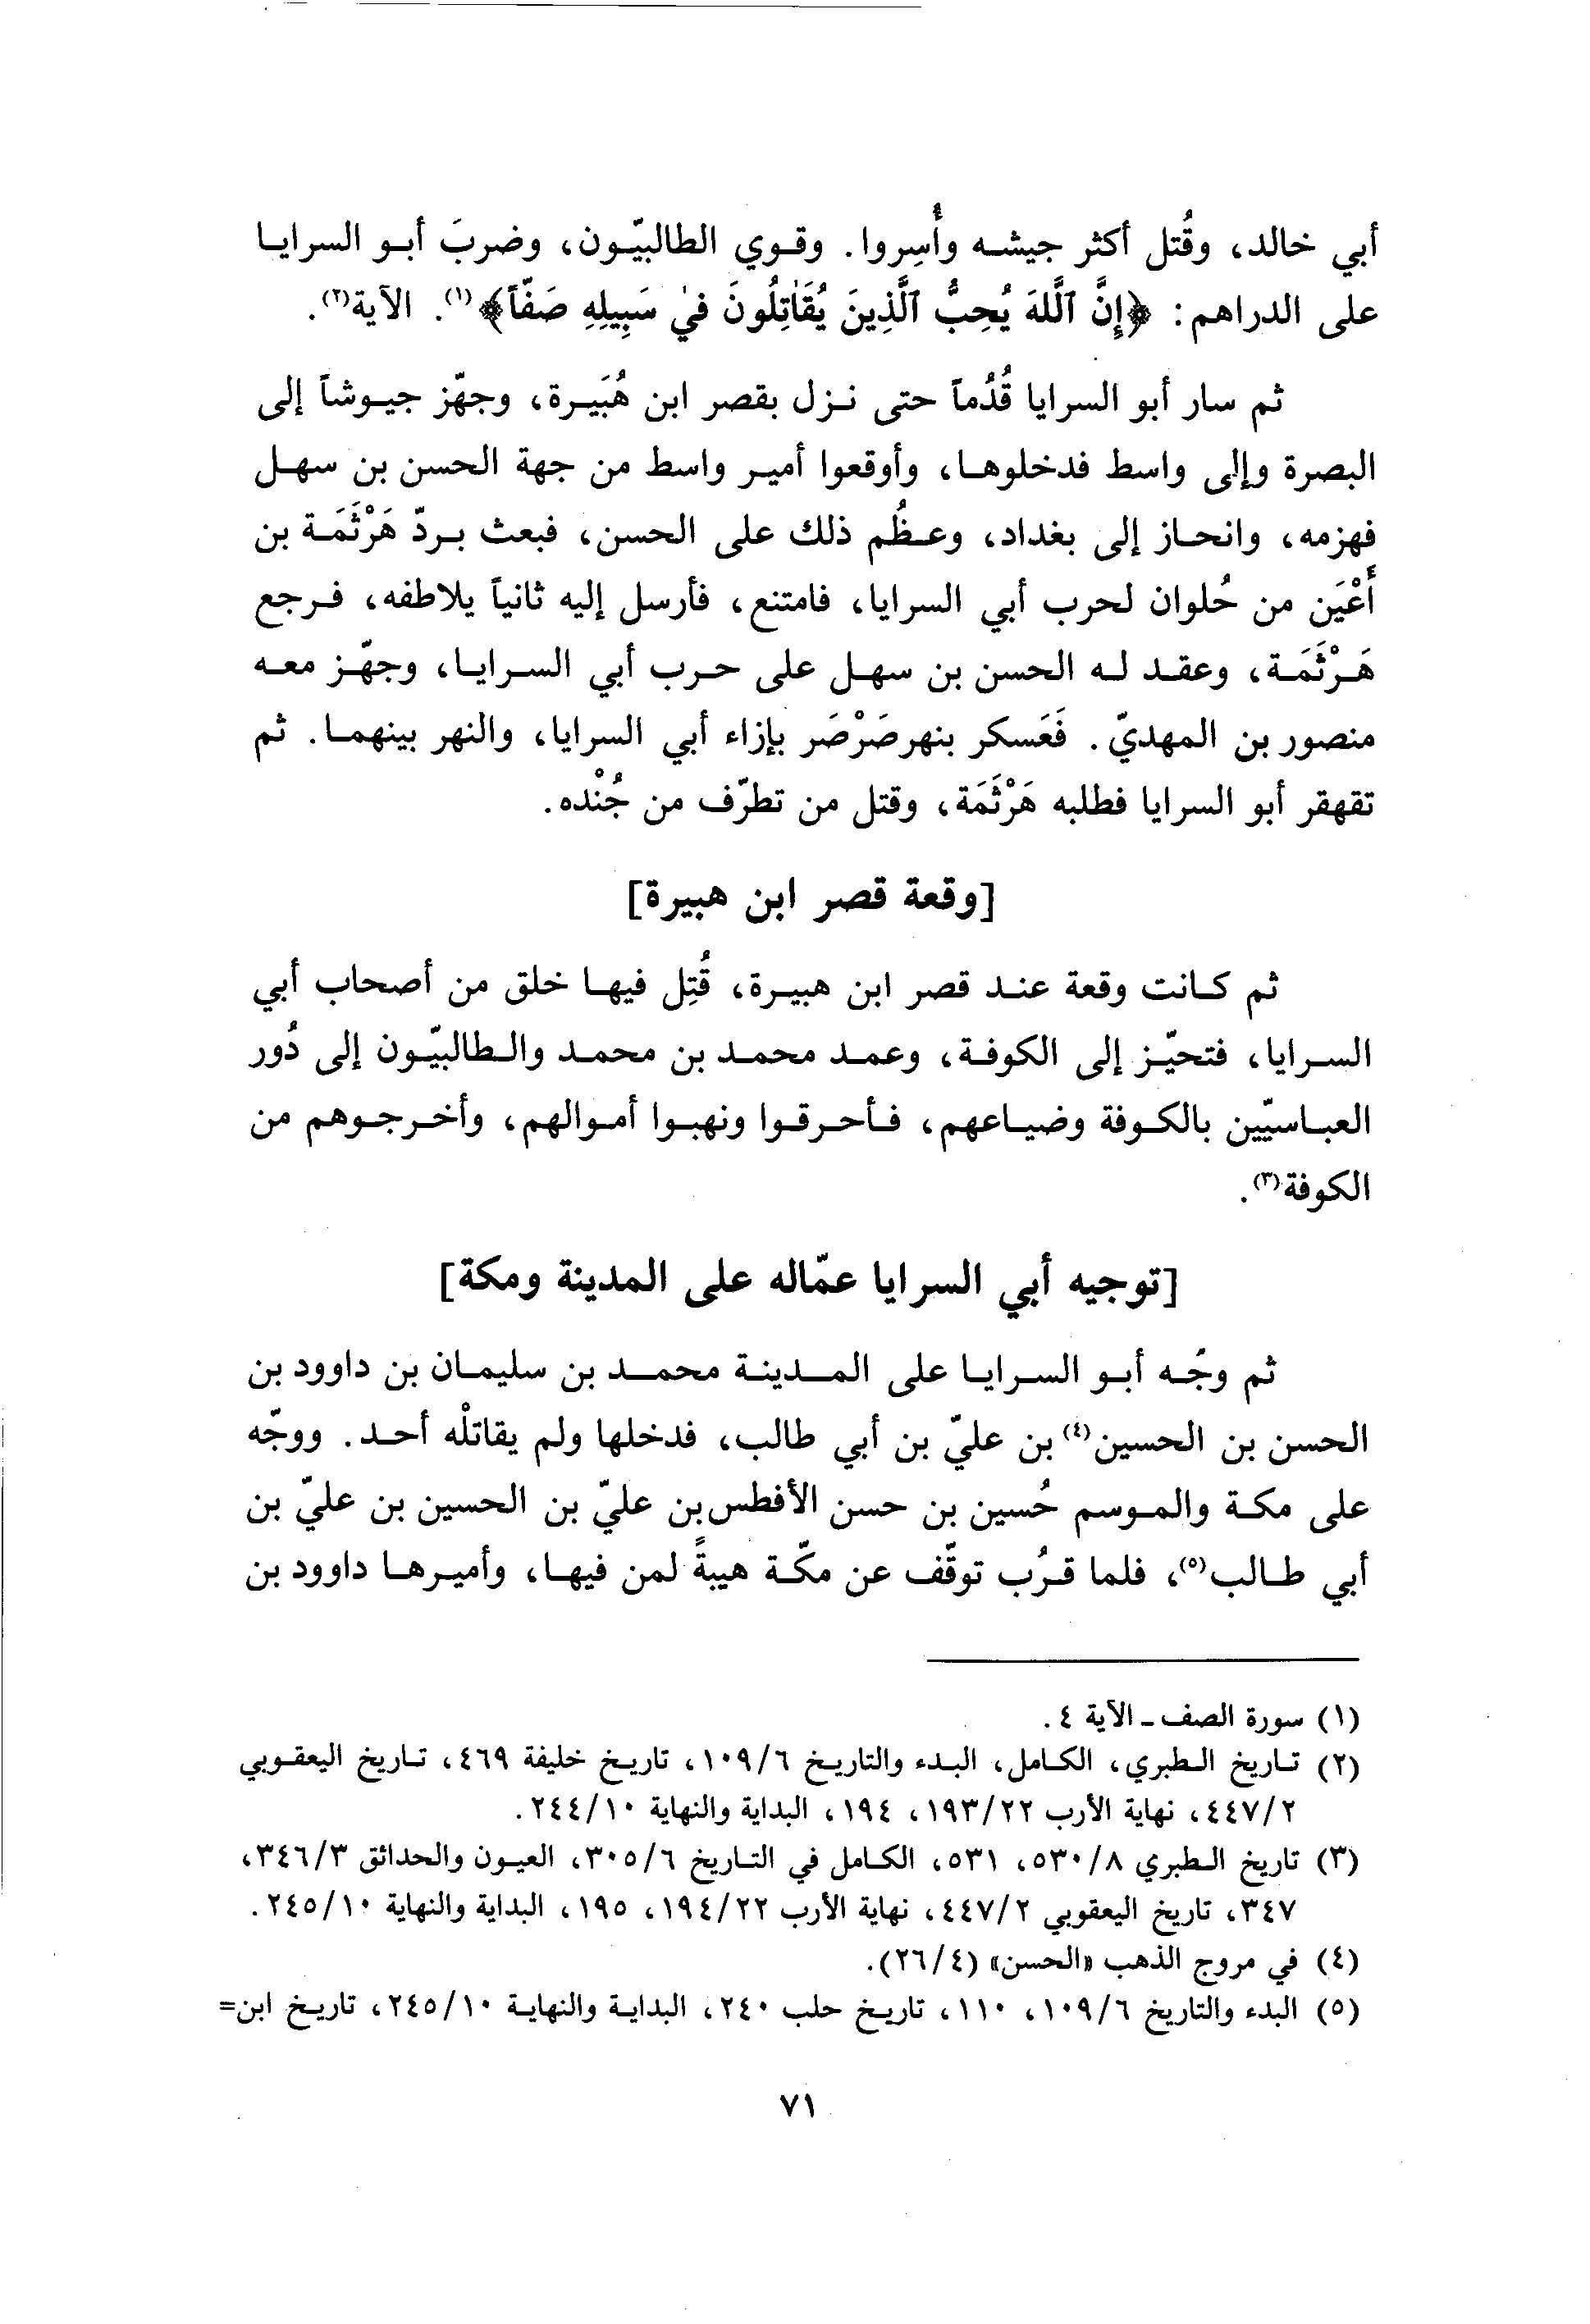 أبي خالد، وقُتل أكثر جيشه وأُسِروا. وقوي الطالبيّون، وضربَ أبو السرايا
على الدراهم: ﴿إِنَّ ٱللَّهَ يُحِبُّ ٱلَّذِينَ يُقَاتِلُونَ فِي سَبِيلِهِ صَفّاً﴾(١). الآية(٢).
ثم سار أبو السرايا قُدُماً حتى نزل بقصر ابن هُبَيرة، وجهّز جيوشاً إلى
البصرة وإلى واسط فدخلوها، وأوقعوا أمير واسط من جهة الحسن بن سهل
فهزمه، وانحاز إلى بغداد، وعظُم ذلك على الحسن، فبعث بردّ هَرْثَمَة بن
أَعْيَن من حُلوان لحرب أبي السرايا، فامتنع، فأرسل إليه ثانياً يلاطفه، فرجع
هَرْثَمَة، وعقد له الحسن بن سهل على حرب أبي السرايا، وجهّز معه
منصور بن المهديّ. فَعَسكر بنهرصَرْصَر بإزاء أبي السرايا، والنهر بينهما. ثم
تقهقر أبو السرايا فطلبه هَرْثَمَة، وقتل من تطرّف من جُنْده.
[وقعة قصر ابن هبيرة]
ثم كانت وقعة عند قصر ابن هبيرة، قُتِل فيها خلق من أصحاب أبي
السرايا، فتحيّز إلى الكوفة، وعمد محمد بن محمد والطالبيّون إلى دُور
العباسيّين بالكوفة وضياعهم، فأحرقوا ونهبوا أموالهم، وأخرجوهم من
الكوفة(٣).
[توجيه أبي السرايا عمّاله على المدينة ومكة]
ثم وجُه أبو السرايا على المدينة محمد بن سليمان بن داوود بن
الحسن بن الحسين(٤) بن عليّ بن أبي طالب، فدخلها ولم يقاتلْه أحد. ووجّه
على مكة والموسم حُسين بن حسن الأفطس بن عليّ بن الحسين بن عليّ بن
أبي طالب(٥)، فلما قرُب توقّف عن مكّة هيبةً لمن فيها، وأميرها داوود بن
(١) سورة الصف - الآية ٤.
(٢) تاريخ الطبري، الكامل، البدء والتاريخ ١٠٩/٦، تاريخ خليفة ٤٦٩، تاريخ اليعقوبي
٤٤٧/٢، نهاية الأرب ١٩٣/٢٢، ١٩٤، البداية والنهاية ٢٤٤/١٠.
(٣) تاريخ الطبري ٥٣٠/٨، ٥٣١، الكامل في التاريخ ٣٠٥/٦، العيون والحدائق ٣٤٦/٣،
٣٤٧، تاريخ اليعقوبي ٤٤٧/٢، نهاية الأرب ١٩٤/٢٢، ١٩٥، البداية والنهاية ٢٤٥/١٠.
(٤) في مروج الذهب «الحسن» (٢٦/٤).
(٥) البدء والتاريخ ١٠٩/٦، ١١٠، تاريخ حلب ٢٤٠، البداية والنهاية ٢٤٥/١٠، تاريخ ابن=
٧١